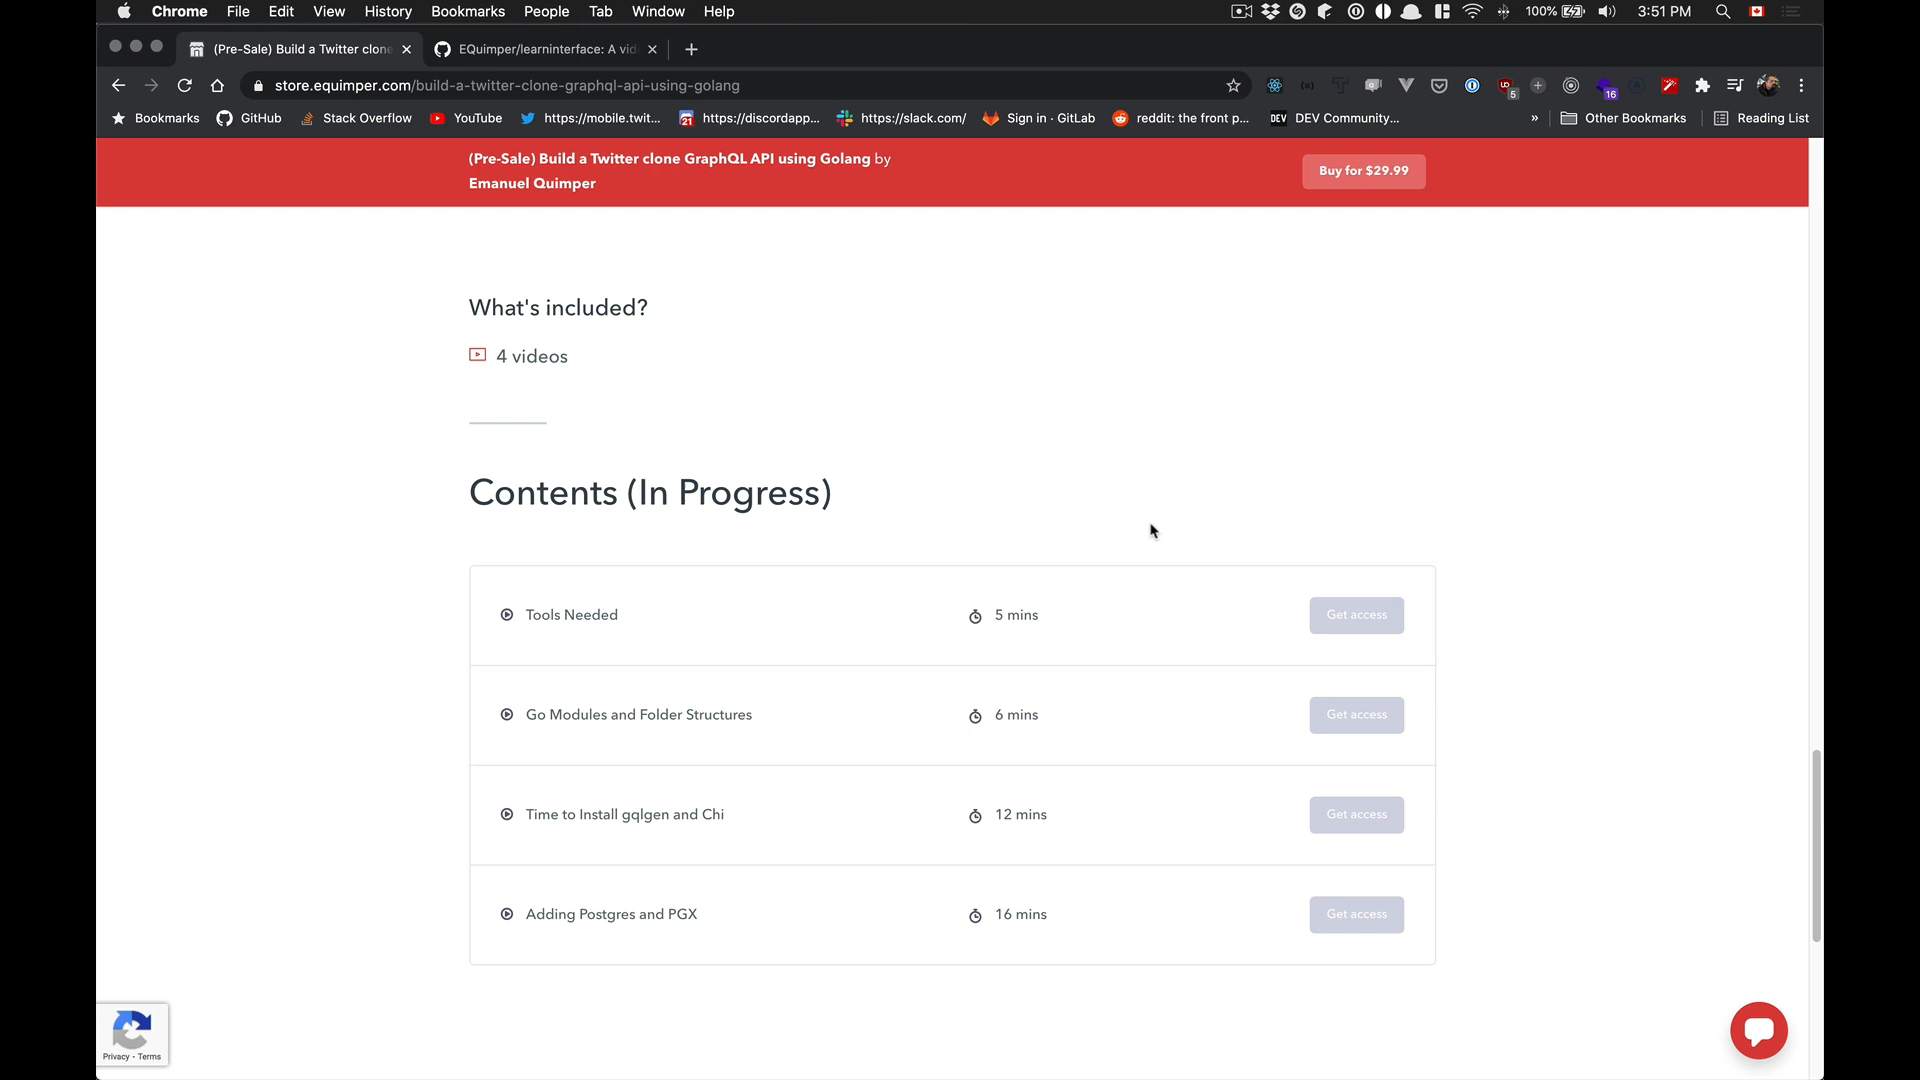 Chrome File Edit View History Bookmarks People Tab Window Help 100% 3:51 PM
(Pre-Sale) Build a Twitter clone EQuimper/learninterface: A vid
store.equimper.com/build-a-twitter-clone-graphql-api-using-golang 5 16
Bookmarks GitHub Stack Overflow YouTube https://mobile.twit... 21 https://discordapp... https://slack.com/ Sign in · GitLab reddit: the front p... DEV DEV Community... » Other Bookmarks Reading List
(Pre-Sale) Build a Twitter clone GraphQL API using Golang by
Emanuel Quimper
Buy for $29.99
What's included?
4 videos
Contents (In Progress)
Tools Needed 5 mins Get access
Go Modules and Folder Structures 6 mins Get access
Time to Install gqlgen and Chi 12 mins Get access
Adding Postgres and PGX 16 mins Get access
Privacy - Terms